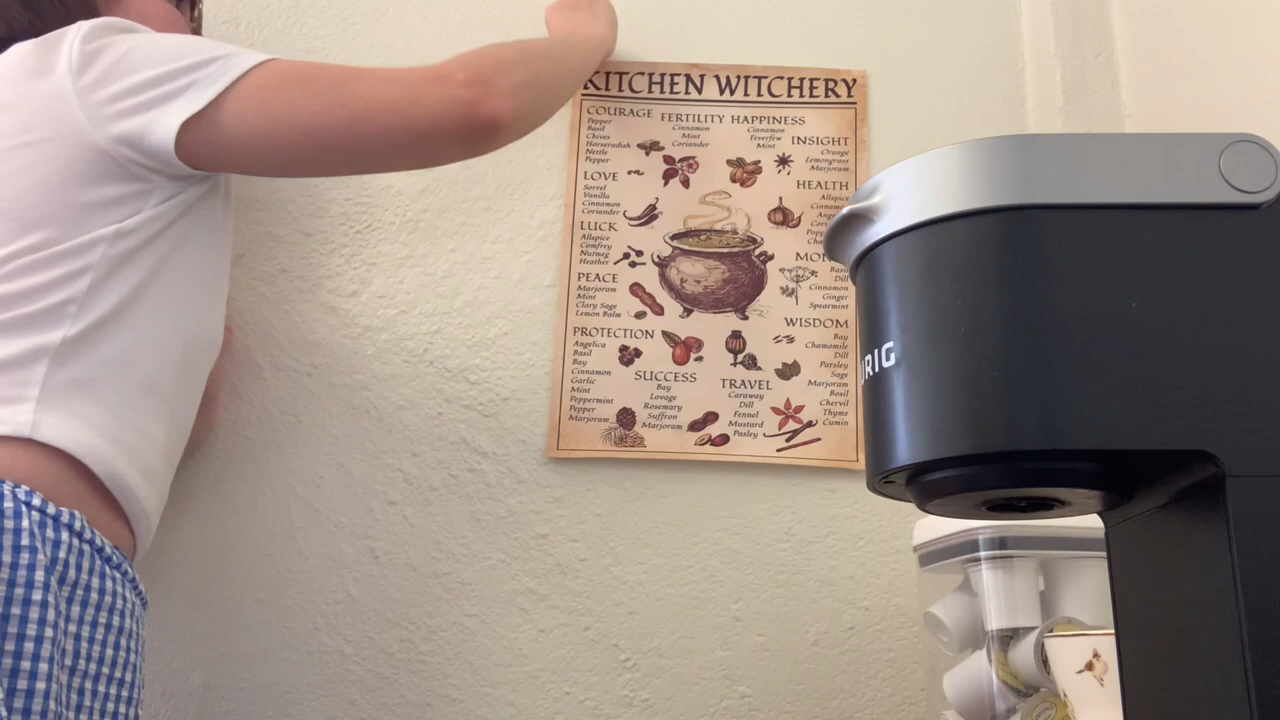 KITCHEN WITCHERY
COURAGE
Pepper
Basil
Chives
Horseradish
Nettle
Pepper
FERTILITY
Cinnamon
Mint
Coriander
HAPPINESS
Cinnamon
Feverfew
Mint
INSIGHT
Orange
Lemongrass
Marjoram
LOVE
Sorrel
Vanilla
Cinnamon
Coriander
HEALTH
Allspice
LUCK
Allspice
Comfrey
Nutmeg
Heather
Basil
Dill
Cinnamon
Ginger
Spearmint
PEACE
Marjoram
Mint
Clary Sage
Lemon Balm
WISDOM
Bay
Chamomile
Dill
Parsley
Sage
Marjoram
Bosil
Chervil
Thyme
Cumin
PROTECTION
Angelica
Basil
Bay
Cinnamon
Garlic
Mint
Peppermint
Pepper
Marjoram
SUCCESS
Bay
Lovage
Rosemary
Suffron
Marjoram
TRAVEL
Caraway
Dill
Fennel
Mustard
Pasley